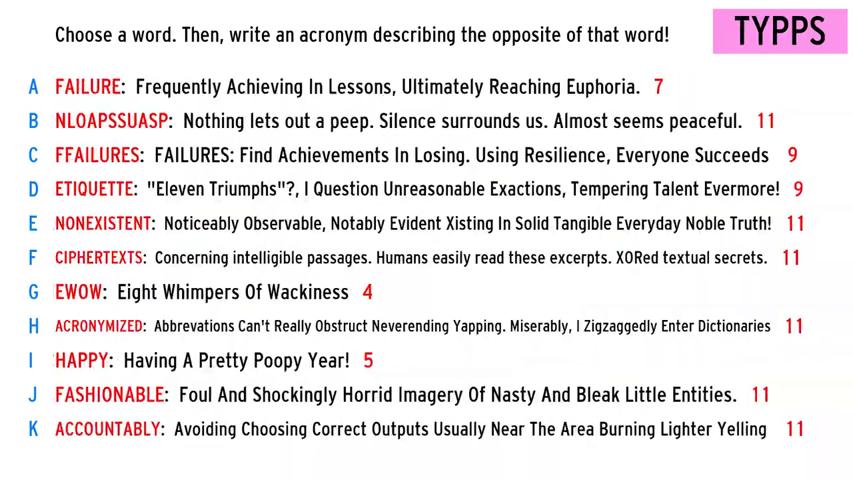 Choose a word. Then, write an acronym describing the opposite of that word!
TYPPS
A FAILURE: Frequently Achieving In Lessons, Ultimately Reaching Euphoria. 7
B NLOAPSSUASP: Nothing lets out a peep. Silence surrounds us. Almost seems peaceful. 11
C FFAILURES: FAILURES: Find Achievements In Losing. Using Resilience, Everyone Succeeds 9
D ETIQUETTE: "Eleven Triumphs"?, I Question Unreasonable Exactions, Tempering Talent Evermore! 9
E NONEXISTENT: Noticeably Observable, Notably Evident Xisting In Solid Tangible Everyday Noble Truth! 11
F CIPHERTEXTS: Concerning intelligible passages. Humans easily read these excerpts. XORed textual secrets. 11
G EWOW: Eight Whimpers Of Wackiness 4
H ACRONYMIZED: Abbrevations Can't Really Obstruct Neverending Yapping. Miserably, I Zigzaggedly Enter Dictionaries 11
I HAPPY: Having A Pretty Poopy Year! 5
J FASHIONABLE: Foul And Shockingly Horrid Imagery Of Nasty And Bleak Little Entities. 11
K ACCOUNTABLY: Avoiding Choosing Correct Outputs Usually Near The Area Burning Lighter Yelling 11